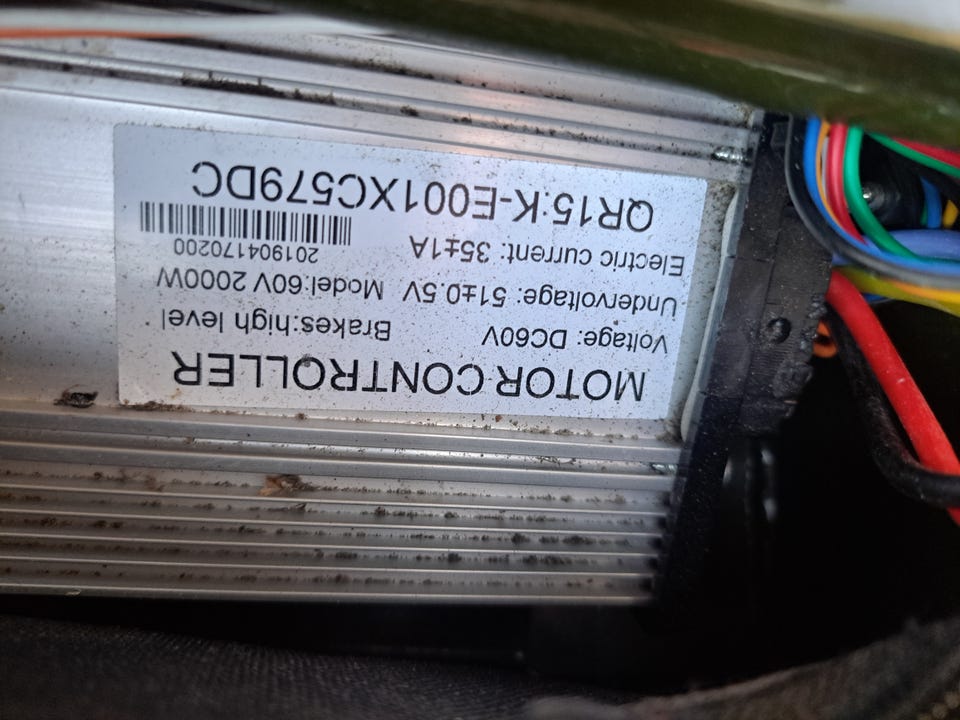 MOTOR CONTROLLER
Voltage: DC60V Brakes:high level
Undervoltage: 51±0.5V Model:60V 2000W
Electric current: 35±1A 201904170200
QR15:K-E001XC579DC